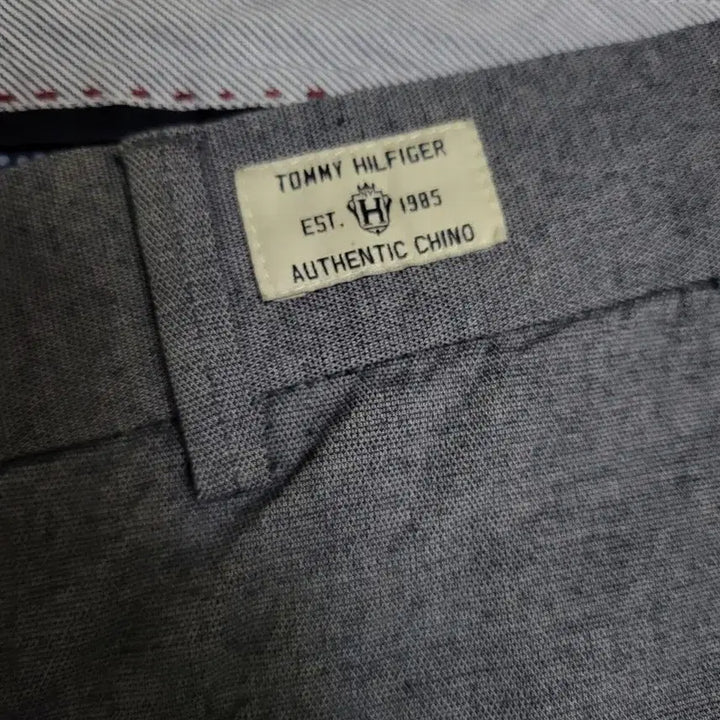 TOMMY HILFIGER
EST. H 1985
AUTHENTIC CHINO